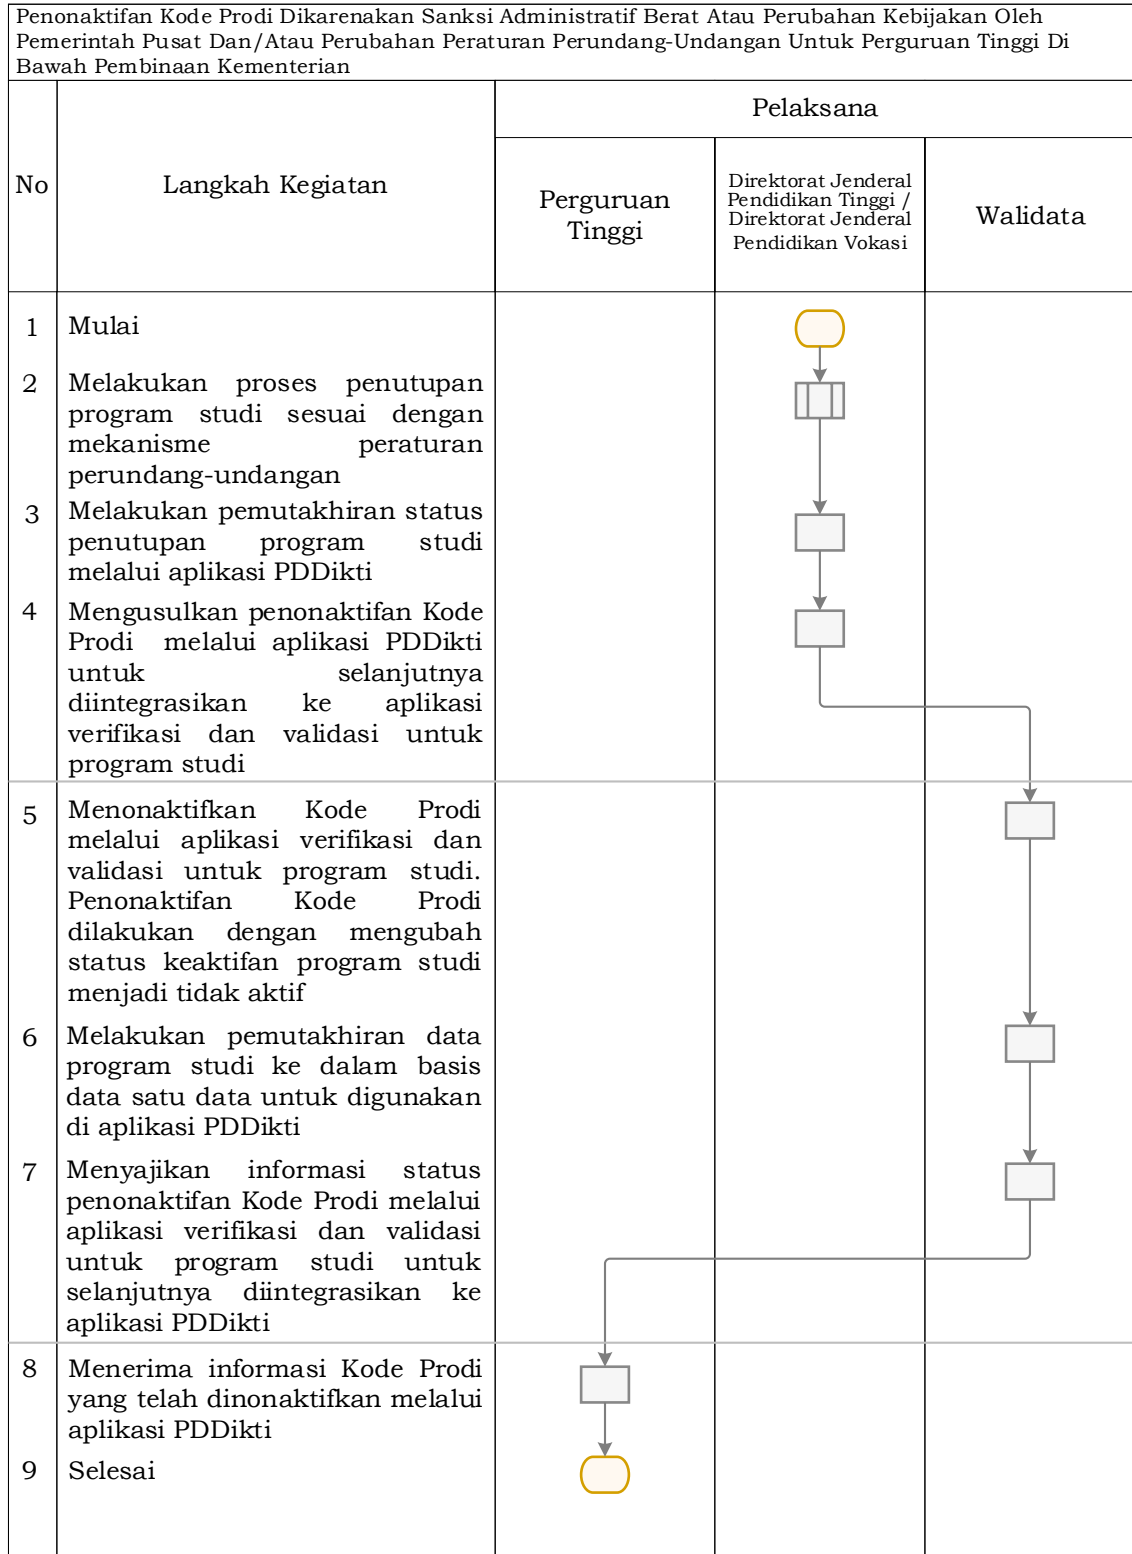 Penonaktifan Kode Prodi Dikarenakan Sanksi Administratif Berat Atau Perubahan Kebijakan Oleh
Pemerintah Pusat Dan/Atau Perubahan Peraturan Perundang-Undangan Untuk Perguruan Tinggi Di
Bawah Pembinaan Kementerian
No
Langkah Kegiatan
Pelaksana
Perguruan
Tinggi
Direktorat Jenderal
Pendidikan Tinggi /
Direktorat Jenderal
Pendidikan Vokasi
Walidata
1 Mulai
2 Melakukan proses penutupan
program studi sesuai dengan
mekanisme peraturan
perundang-undangan
3 Melakukan pemutakhiran status
penutupan program studi
melalui aplikasi PDDikti
4 Mengusulkan penonaktifan Kode
Prodi melalui aplikasi PDDikti
untuk selanjutnya
diintegrasikan ke aplikasi
verifikasi dan validasi untuk
program studi
5 Menonaktifkan Kode Prodi
melalui aplikasi verifikasi dan
validasi untuk program studi.
Penonaktifan Kode Prodi
dilakukan dengan mengubah
status keaktifan program studi
menjadi tidak aktif
6 Melakukan pemutakhiran data
program studi ke dalam basis
data satu data untuk digunakan
di aplikasi PDDikti
7 Menyajikan informasi status
penonaktifan Kode Prodi melalui
aplikasi verifikasi dan validasi
untuk program studi untuk
selanjutnya diintegrasikan ke
aplikasi PDDikti
8 Menerima informasi Kode Prodi
yang telah dinonaktifkan melalui
aplikasi PDDikti
9 Selesai